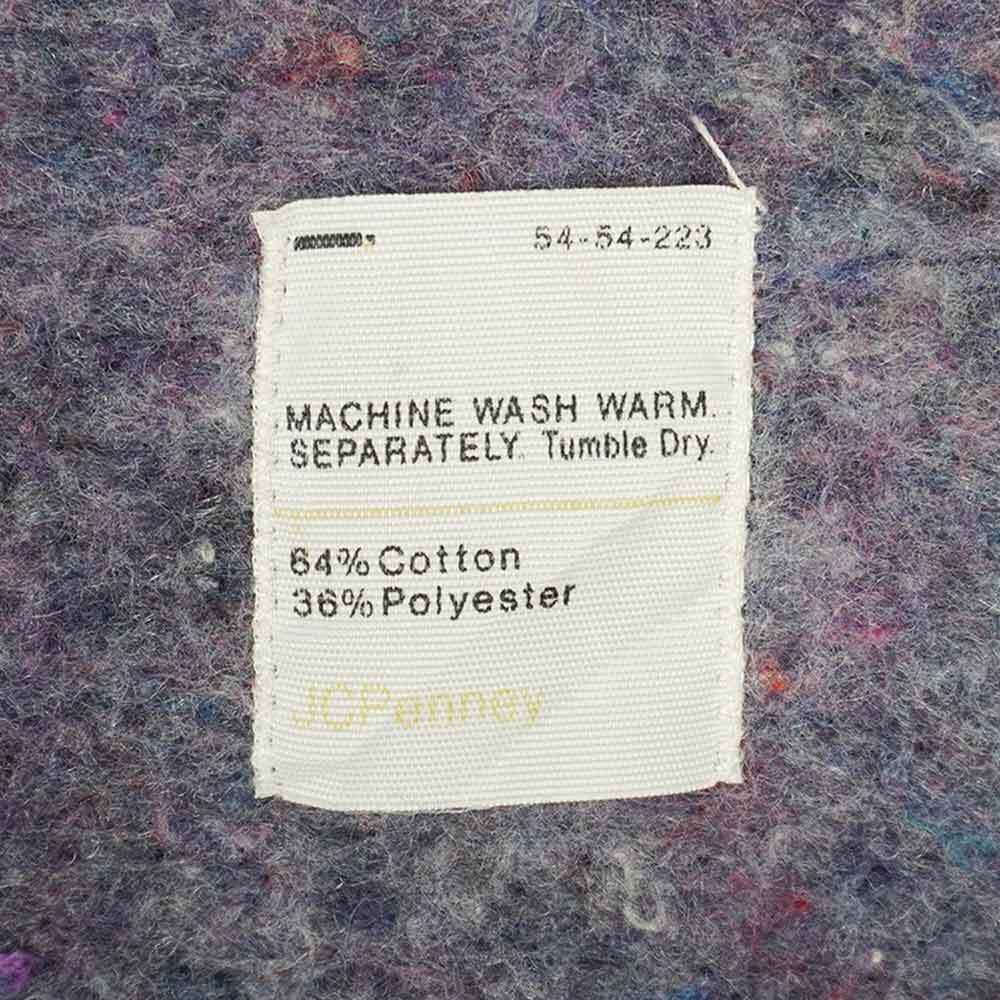 54-54-223
MACHINE WASH WARM.
SEPARATELY. Tumble Dry.
64% Cotton
36% Polyester
JCPenney